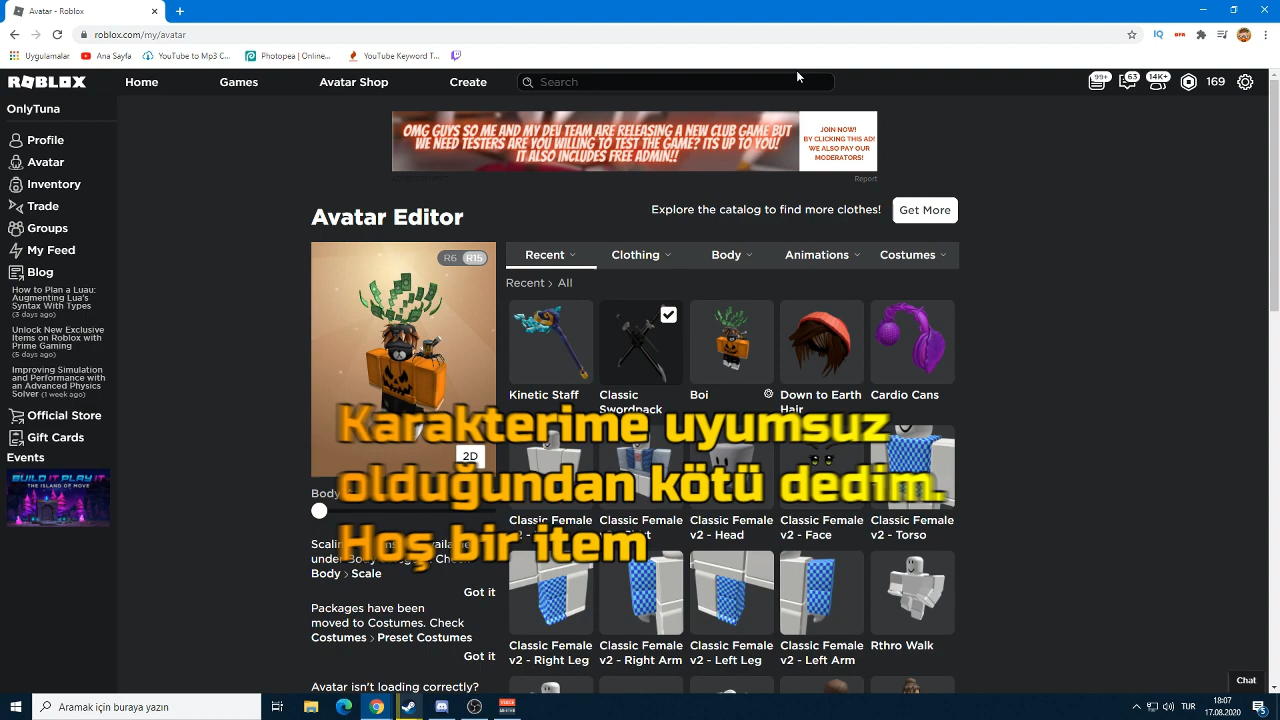 Avatar - Roblox
roblox.com/my/avatar
Uygulamalar
Ana Sayfa
YouTube to Mp3 C...
Photopea | Online...
YouTube Keyword T...
ROBLOX
Home
Games
Avatar Shop
Create
Search
99+
63
14K+
169
OnlyTuna
Profile
Avatar
Inventory
Trade
Groups
My Feed
Blog
How to Plan a Luau:
Augmenting Lua's
Syntax With Types
(3 days ago)
Unlock New Exclusive
Items on Roblox with
Prime Gaming
(5 days ago)
Improving Simulation
and Performance with
an Advanced Physics
Solver (1 week ago)
Official Store
Gift Cards
Events
BUILD IT PLAY IT
THE ISLAND OF MOVE
OMG GUYS SO ME AND MY DEV TEAM ARE RELEASING A NEW CLUB GAME BUT
WE NEED TESTERS ARE YOU WILLING TO TEST THE GAME? ITS UP TO YOU!
IT ALSO INCLUDES FREE ADMIN!!
JOIN NOW!
BY CLICKING THIS AD!
WE ALSO PAY OUR
MODERATORS!
Report
Avatar Editor
Explore the catalog to find more clothes!
Get More
R6 R15
2D
Recent
Clothing
Body
Animations
Costumes
Recent > All
Kinetic Staff
Classic
Swordpack
Boi
Down to Earth
Hair
Cardio Cans
Karakterime uyumsuz
olduğundan kötü dedim.
Hoş bir item
Classic Female
Classic Female
Classic Female
v2 - Head
Classic Female
v2 - Face
Classic Female
v2 - Torso
Classic Female
v2 - Right Leg
Classic Female
v2 - Right Arm
Classic Female
v2 - Left Leg
Classic Female
v2 - Left Arm
Rthro Walk
Body > Scale
Got it
Packages have been
moved to Costumes. Check
Costumes > Preset Costumes
Got it
Avatar isn't loading correctly?
Chat
Aramak için buraya yazın
TUR
18:07
17.08.2020